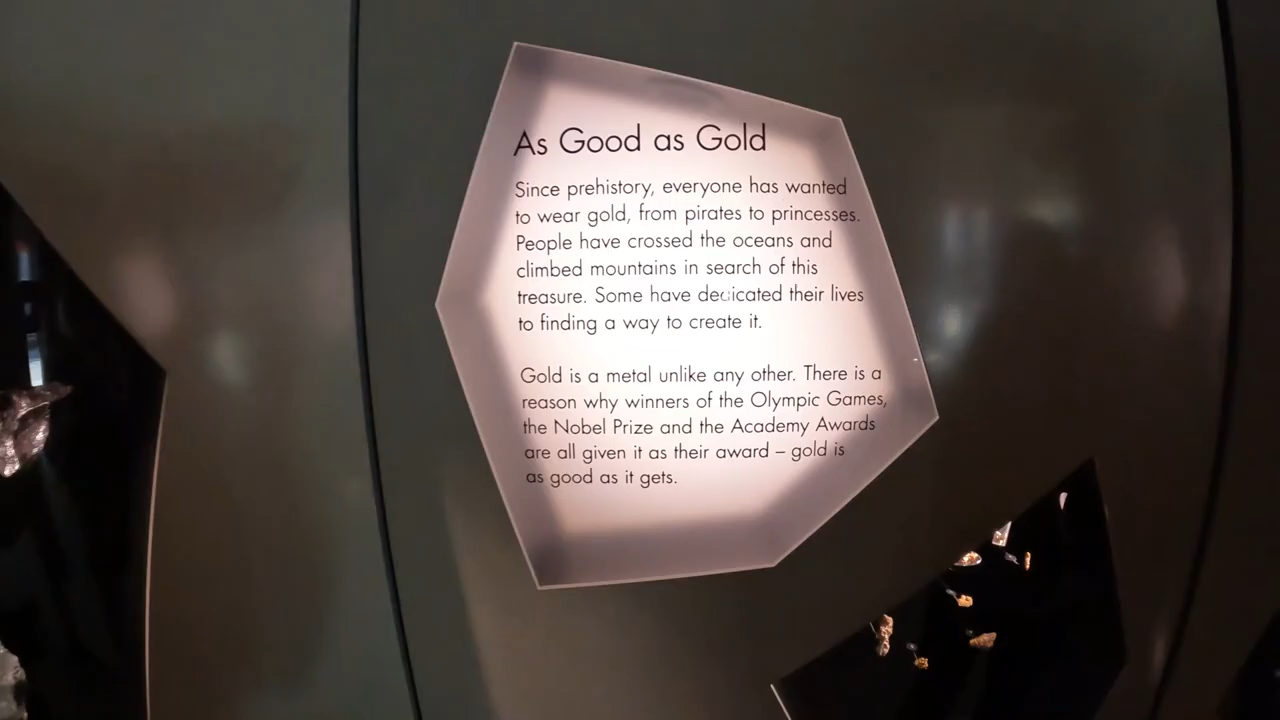 As Good as Gold
Since prehistory, everyone has wanted
to wear gold, from pirates to princesses.
People have crossed the oceans and
climbed mountains in search of this
treasure. Some have dedicated their lives
to finding a way to create it.
Gold is a metal unlike any other. There is a
reason why winners of the Olympic Games,
the Nobel Prize and the Academy Awards
are all given it as their award – gold is
as good as it gets.